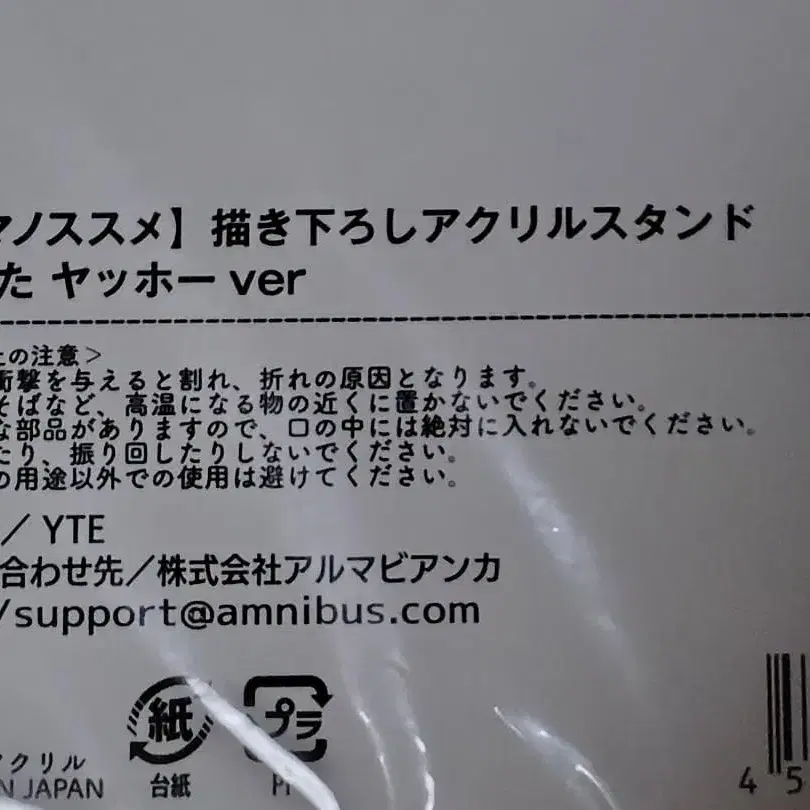 マノススメ】描き下ろしアクリルスタンド
た ヤッホー ver
上の注意＞
衝撃を与えると割れ、折れの原因となります。
そばなど、高温になる物の近くに置かないでください。
な部品がありますので、口の中には絶対に入れないでください。
たり、振り回したりしないでください。
の用途以外での使用は避けてください。
／YTE
合わせ先／株式会社アルマビアンカ
/support@amnibus.com
紙 プラ
台紙
アクリル
N JAPAN
4 5